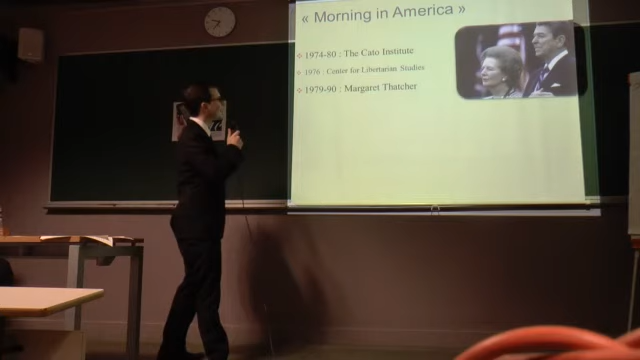 « Morning in America »
1974-80 : The Cato Institute
1976 : Center for Libertarian Studies
1979-90 : Margaret Thatcher